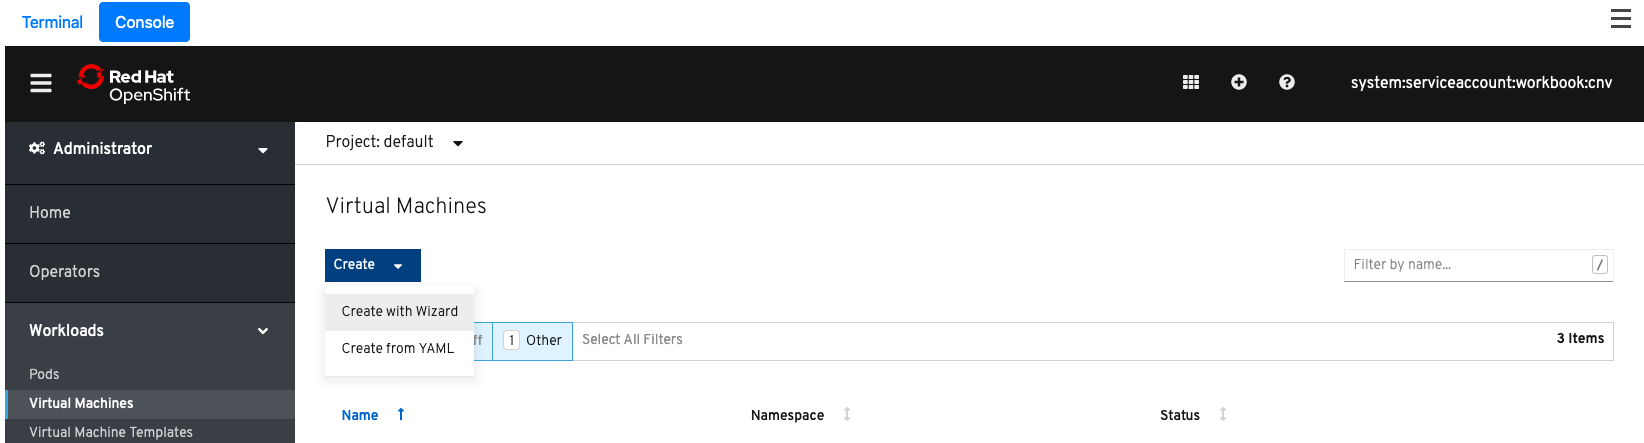 Terminal Console
Red Hat
OpenShift
system:serviceaccount:workbook:cnv
Administrator
Project: default
Home
Virtual Machines
Operators
Create
Filter by name...
/
Create with Wizard
Workloads
1 Other Select All Filters
3 Items
Create from YAML
Pods
Virtual Machines
Name Namespace Status
Virtual Machine Templates